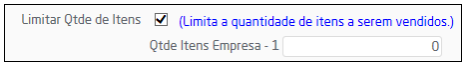 Limitar Qtde de Itens (Limita a quantidade de itens a serem vendidos.)
Qtde Itens Empresa - 1 0